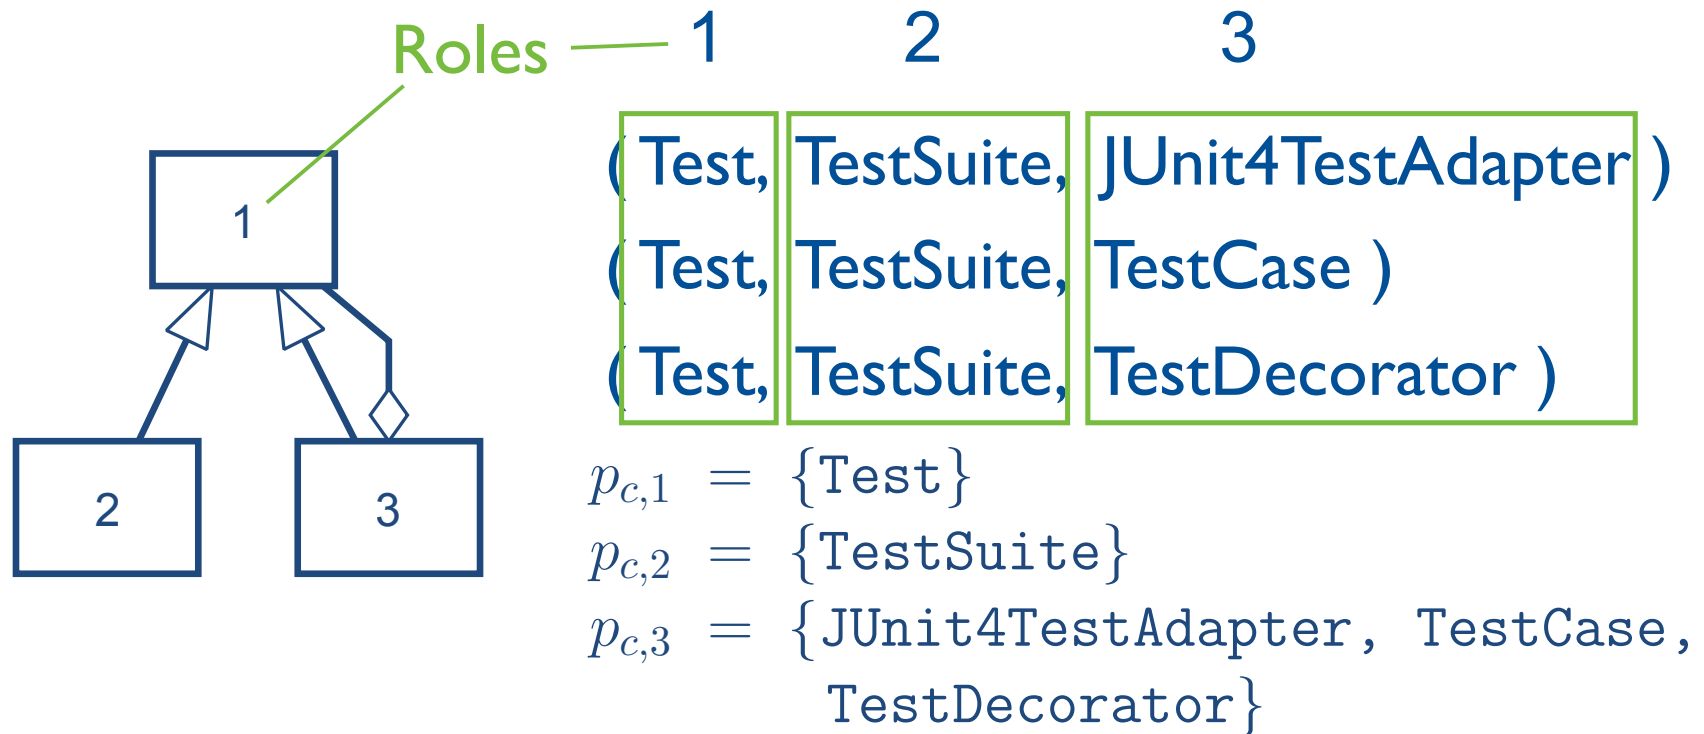 Roles 1 2 3
( Test, TestSuite, JUnit4TestAdapter )
( Test, TestSuite, TestCase )
( Test, TestSuite, TestDecorator )
1
2 3
p_{c,1} = {Test}
p_{c,2} = {TestSuite}
p_{c,3} = {JUnit4TestAdapter, TestCase,
TestDecorator}